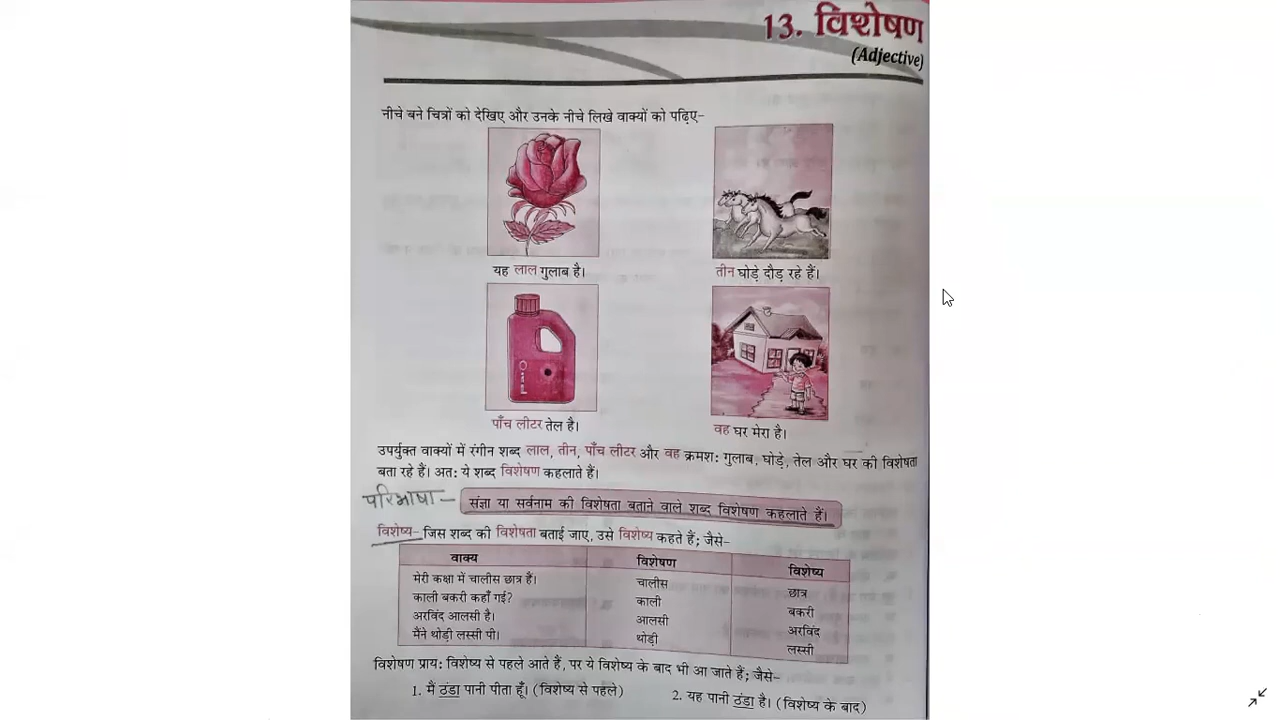 13. विशेषण
(Adjective)
नीचे बने चित्रों को देखिए और उनके नीचे लिखे वाक्यों को पढ़िए-
यह लाल गुलाब है।
तीन घोड़े दौड़ रहे हैं।
OIL
पाँच लीटर तेल है।
वह घर मेरा है।
उपर्युक्त वाक्यों में रंगीन शब्द लाल, तीन, पाँच लीटर और वह क्रमश: गुलाब, घोड़े, तेल और घर की विशेषता
बता रहे हैं। अत: ये शब्द विशेषण कहलाते हैं।
परिभाषा- संज्ञा या सर्वनाम की विशेषता बताने वाले शब्द विशेषण कहलाते हैं।
विशेष्य- जिस शब्द की विशेषता बताई जाए, उसे विशेष्य कहते हैं; जैसे-
वाक्य विशेषण विशेष्य
मेरी कक्षा में चालीस छात्र हैं। चालीस छात्र
काली बकरी कहाँ गई? काली बकरी
अरविंद आलसी है। आलसी अरविंद
मैंने थोड़ी लस्सी पी। थोड़ी लस्सी
विशेषण प्राय: विशेष्य से पहले आते हैं, पर ये विशेष्य के बाद भी आ जाते हैं; जैसे-
1. मैं ठंडा पानी पीता हूँ। (विशेष्य से पहले) 2. यह पानी ठंडा है। (विशेष्य के बाद)